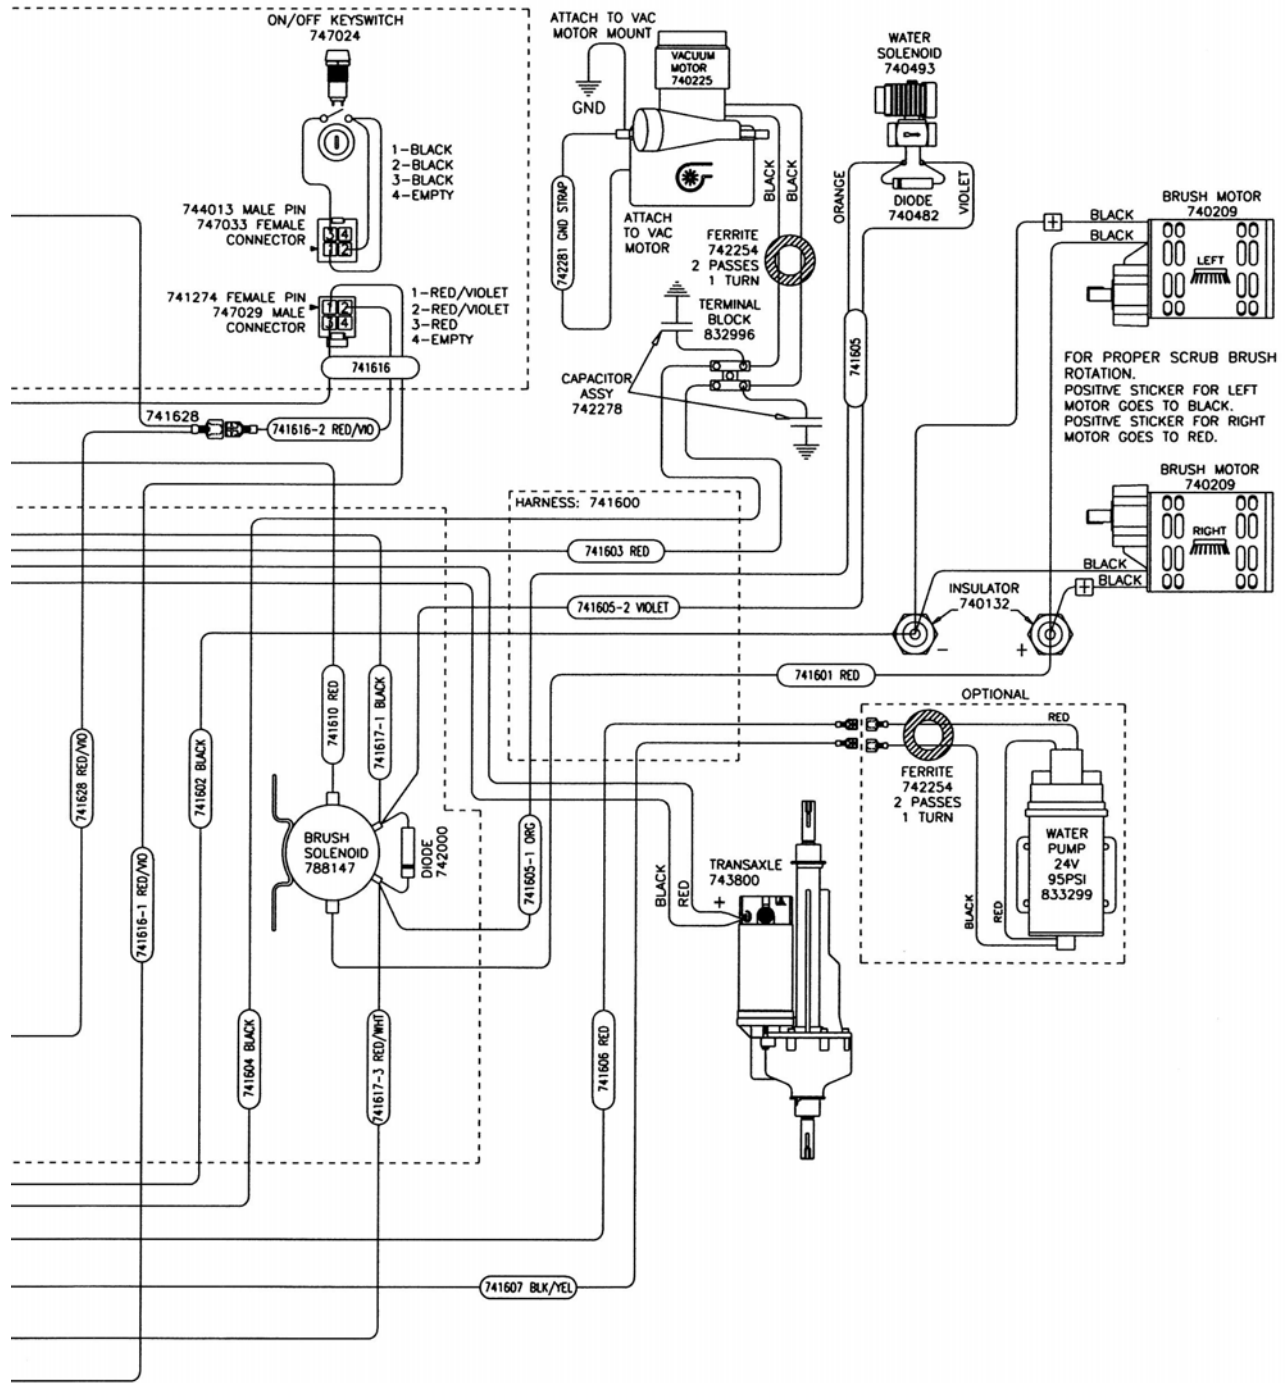 ON/OFF KEYSWITCH
747024
1-BLACK
2-BLACK
3-BLACK
4-EMPTY
744013 MALE PIN
747033 FEMALE
CONNECTOR
3 4
1 2
741274 FEMALE PIN
747029 MALE
CONNECTOR
1 2
3 4
1-RED/VIOLET
2-RED/VIOLET
3-RED
4-EMPTY
741616
741628
741616-2 RED/VIO
ATTACH TO VAC
MOTOR MOUNT
GND
VACUUM
MOTOR
740225
742281 GND STRAP
ATTACH
TO VAC
MOTOR
BLACK
BLACK
FERRITE
742254
2 PASSES
1 TURN
TERMINAL
BLOCK
832996
CAPACITOR
ASSY
742278
WATER
SOLENOID
740493
ORANGE
DIODE
740482
VIOLET
741605
BRUSH MOTOR
740209
BLACK
+
BLACK
LEFT
FOR PROPER SCRUB BRUSH
ROTATION.
POSITIVE STICKER FOR LEFT
MOTOR GOES TO BLACK.
POSITIVE STICKER FOR RIGHT
MOTOR GOES TO RED.
BRUSH MOTOR
740209
RIGHT
BLACK
+
BLACK
INSULATOR
740132
-
+
HARNESS: 741600
741603 RED
741605-2 VIOLET
741601 RED
741610 RED
741617-1 BLACK
741628 RED/VIO
741602 BLACK
741616-1 RED/VIO
BRUSH
SOLENOID
788147
DIODE
742000
741605-1 ORG
741604 BLACK
741617-3 RED/WHT
741606 RED
741607 BLK/YEL
BLACK
RED
+
TRANSAXLE
743800
OPTIONAL
RED
FERRITE
742254
2 PASSES
1 TURN
BLACK
RED
WATER
PUMP
24V
95PSI
833299